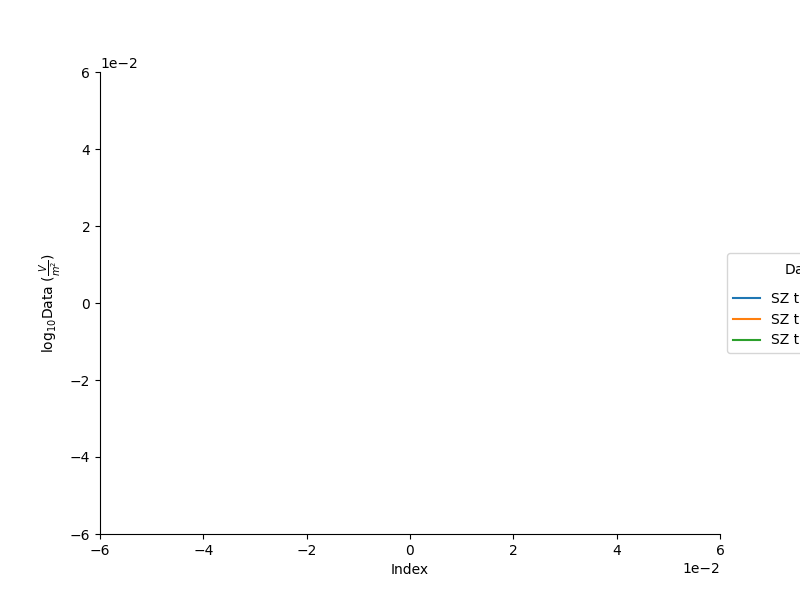 1e−2
6
4
2
0
−2
−4
−6
log₁₀Data (V/m²)
−6 −4 −2 0 2 4 6
Index
1e−2
Da
SZ t
SZ t
SZ t